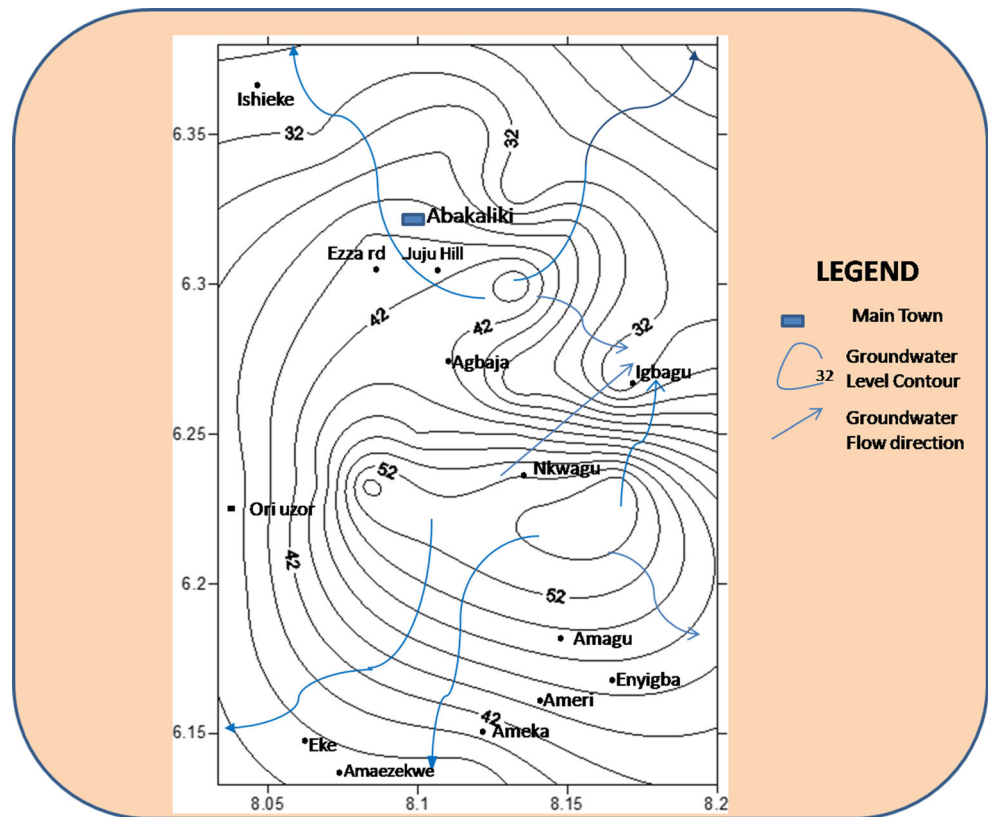 Ishieke
6.35
32
32
Abakaliki
Ezza rd
Juju Hill
6.3
42
42
32
Agbaja
Igbagu
6.25
52
Nkwagu
Ori uzor
42
6.2
52
Amagu
Enyigba
Ameri
42
Ameka
6.15
Eke
Amaezekwe
8.05
8.1
8.15
8.2
LEGEND
Main Town
Groundwater
32 Level Contour
Groundwater
Flow direction